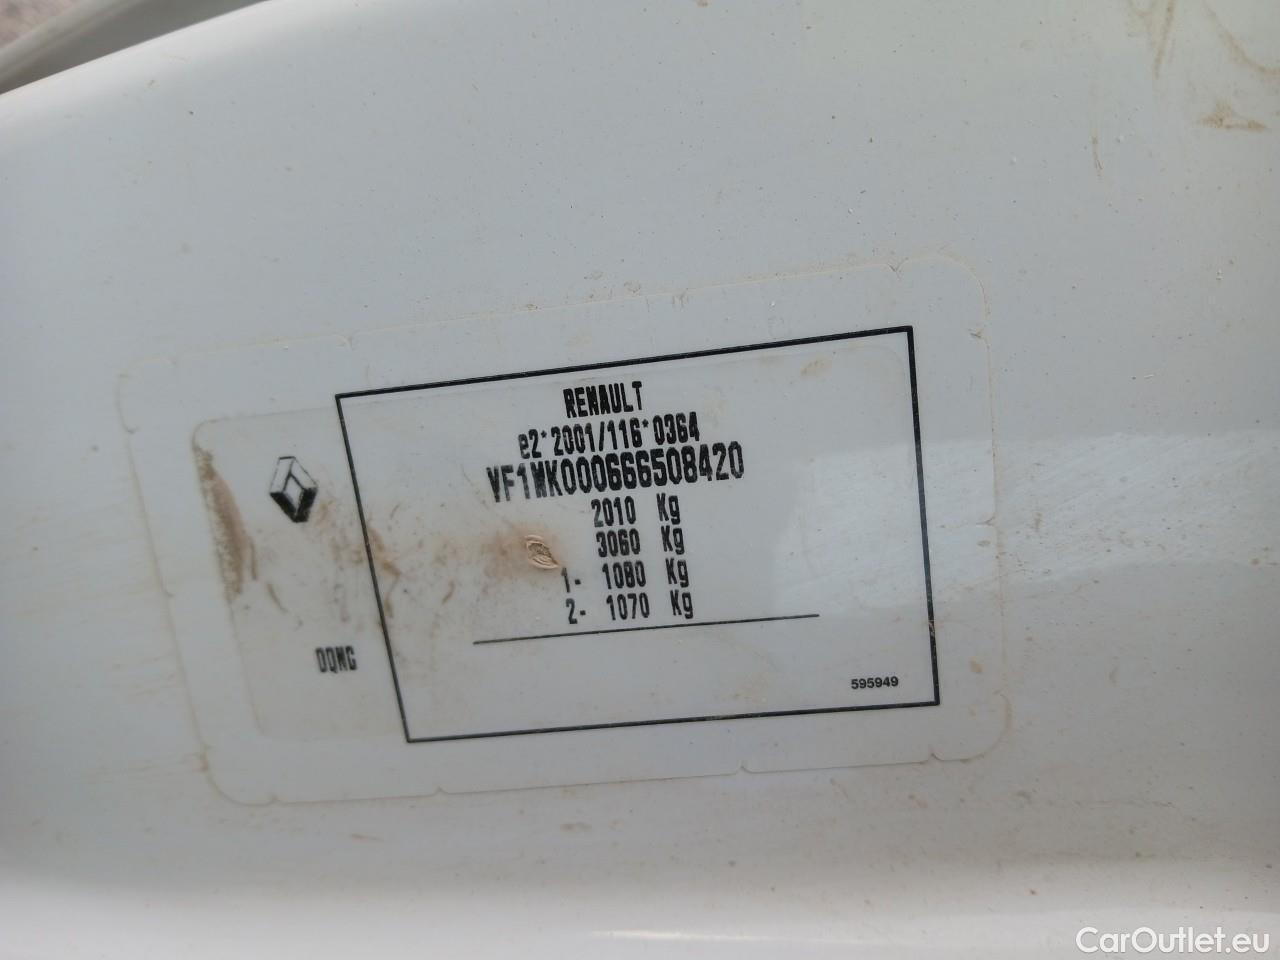 RENAULT
e2*2001/116*0364
VF1WK000666508420
2010 Kg
3060 Kg
1- 1080 Kg
2- 1070 Kg
DQNG
595949
CarOutlet.eu